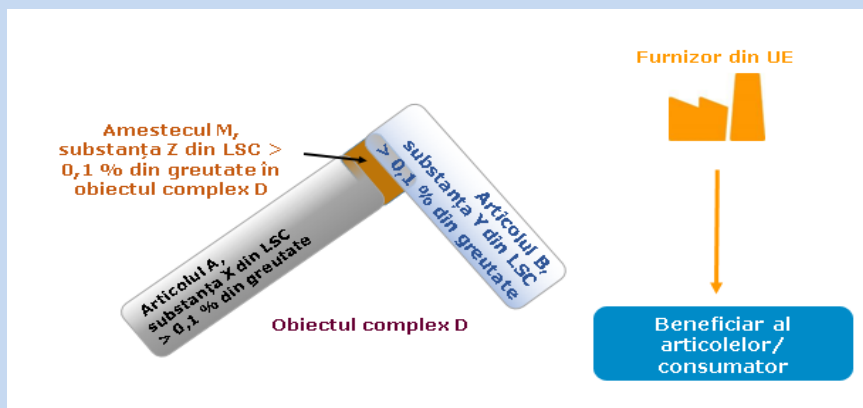 Furnizor din UE
Amestecul M,
substanța Z din LSC >
0,1 % din greutate în
obiectul complex D
Articolul A,
substanța X din LSC
> 0,1 % din greutate
Articolul B,
substanța Y din LSC
> 0,1 % din greutate
Obiectul complex D
Beneficiar al
articolelor/
consumator